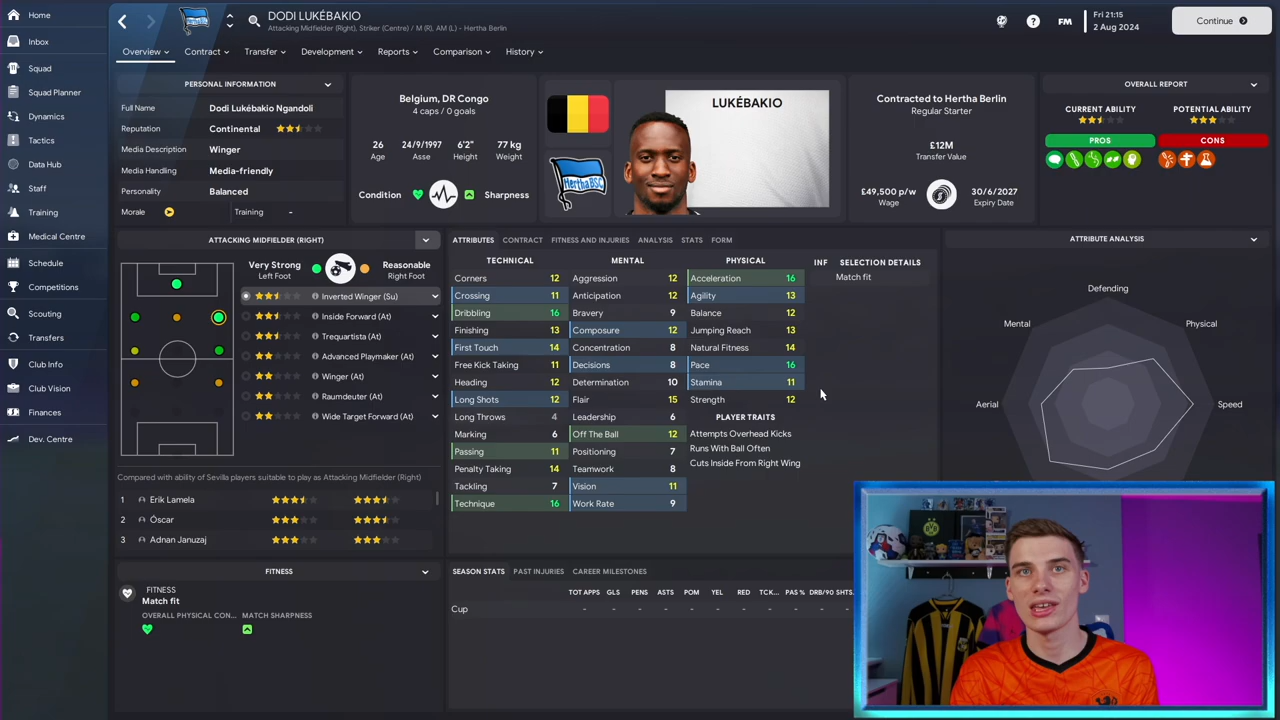 Home
Inbox
Squad
Squad Planner
Dynamics
Tactics
Data Hub
Staff
Training
Medical Centre
Schedule
Competitions
Scouting
Transfers
Club Info
Club Vision
Finances
Dev. Centre
DODI LUKÉBAKIO
Attacking Midfielder (Right), Striker (Centre) / M (R), AM (L) - Hertha Berlin
FM
Fri 21:15
2 Aug 2024
Continue
Overview
Contract
Transfer
Development
Reports
Comparison
History
PERSONAL INFORMATION
Full Name Dodi Lukébakio Ngandoli
Reputation Continental
Media Description Winger
Media Handling Media-friendly
Personality Balanced
Morale Training -
Belgium, DR Congo
4 caps / 0 goals
26 24/9/1997 6'2" 77 kg
Age Asse Height Weight
Condition Sharpness
Hertha BSC
LUKÉBAKIO
Contracted to Hertha Berlin
Regular Starter
£12M
Transfer Value
£49,500 p/w 30/6/2027
Wage Expiry Date
OVERALL REPORT
CURRENT ABILITY POTENTIAL ABILITY
PROS CONS
ATTACKING MIDFIELDER (RIGHT)
Very Strong Reasonable
Left Foot Right Foot
Inverted Winger (Su)
Inside Forward (At)
Trequartista (At)
Advanced Playmaker (At)
Winger (At)
Raumdeuter (At)
Wide Target Forward (At)
Compared with ability of Sevilla players suitable to play as Attacking Midfielder (Right)
1 Erik Lamela
2 Óscar
3 Adnan Januzaj
FITNESS
FITNESS
Match fit
OVERALL PHYSICAL CON... MATCH SHARPNESS
ATTRIBUTES CONTRACT FITNESS AND INJURIES ANALYSIS STATS FORM
TECHNICAL
Corners 12
Crossing 11
Dribbling 16
Finishing 13
First Touch 14
Free Kick Taking 11
Heading 12
Long Shots 12
Long Throws 4
Marking 6
Passing 11
Penalty Taking 14
Tackling 7
Technique 16
MENTAL
Aggression 12
Anticipation 12
Bravery 9
Composure 12
Concentration 8
Decisions 8
Determination 10
Flair 15
Leadership 6
Off The Ball 12
Positioning 7
Teamwork 8
Vision 11
Work Rate 9
PHYSICAL
Acceleration 16
Agility 13
Balance 12
Jumping Reach 13
Natural Fitness 14
Pace 16
Stamina 11
Strength 12
PLAYER TRAITS
Attempts Overhead Kicks
Runs With Ball Often
Cuts Inside From Right Wing
INF SELECTION DETAILS
Match fit
SEASON STATS PAST INJURIES CAREER MILESTONES
TOT APPS GLS PENS ASTS POM YEL RED TCK... PAS % DRB/90 SHTS.
Cup - - - - - - - - - - -
ATTRIBUTE ANALYSIS
Defending
Mental
Physical
Aerial
Speed